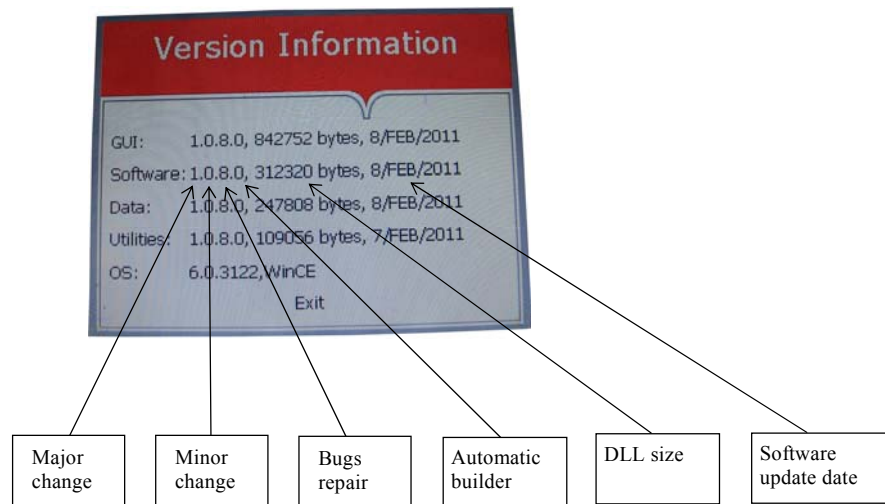 Version Information
GUI: 1.0.8.0, 842752 bytes, 8/FEB/2011
Software: 1.0.8.0, 312320 bytes, 8/FEB/2011
Data: 1.0.8.0, 247808 bytes, 8/FEB/2011
Utilities: 1.0.8.0, 109056 bytes, 7/FEB/2011
OS: 6.0.3122,WinCE
Exit
Major
change
Minor
change
Bugs
repair
Automatic
builder
DLL size
Software
update date